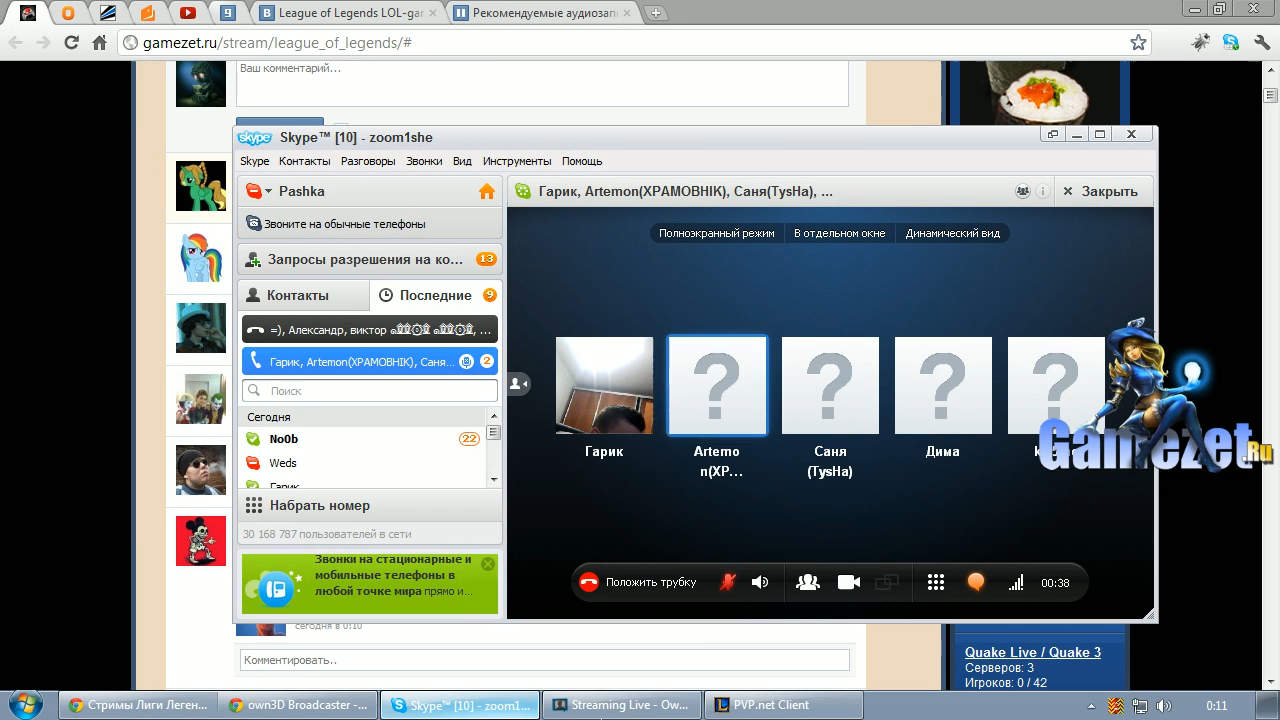 League of Legends LOL-gar
Рекомендуемые аудиозап
gamezet.ru/stream/league_of_legends/#
Ваш комментарий...
Skype™ [10] - zoom1she
Skype Контакты Разговоры Звонки Вид Инструменты Помощь
Pashka
Гарик, Artemon(ХРАМОВНІК), Саня(TysHa), ...
Закрыть
Звоните на обычные телефоны
Полноэкранный режим
В отдельном окне
Динамический вид
Запросы разрешения на ко...
13
Контакты
Последние
9
=), Александр, виктор
Гарик, Artemon(ХРАМОВНІК), Саня...
2
Поиск
Сегодня
No0b
22
Weds
Гарик
Набрать номер
30 168 787 пользователей в сети
Звонки на стационарные и
мобильные телефоны в
любой точке мира прямо и...
Гарик
Artemo
n(XP...
Саня
(TysHa)
Дима
Gamezet.Ru
Положить трубку
00:38
сегодня в 0:10
Комментировать..
Quake Live / Quake 3
Серверов: 3
Игроков: 0 / 42
Стримы Лиги Леген...
own3D Broadcaster -...
Skype™ [10] - zoom1...
Streaming Live - Ow...
PVP.net Client
0:11